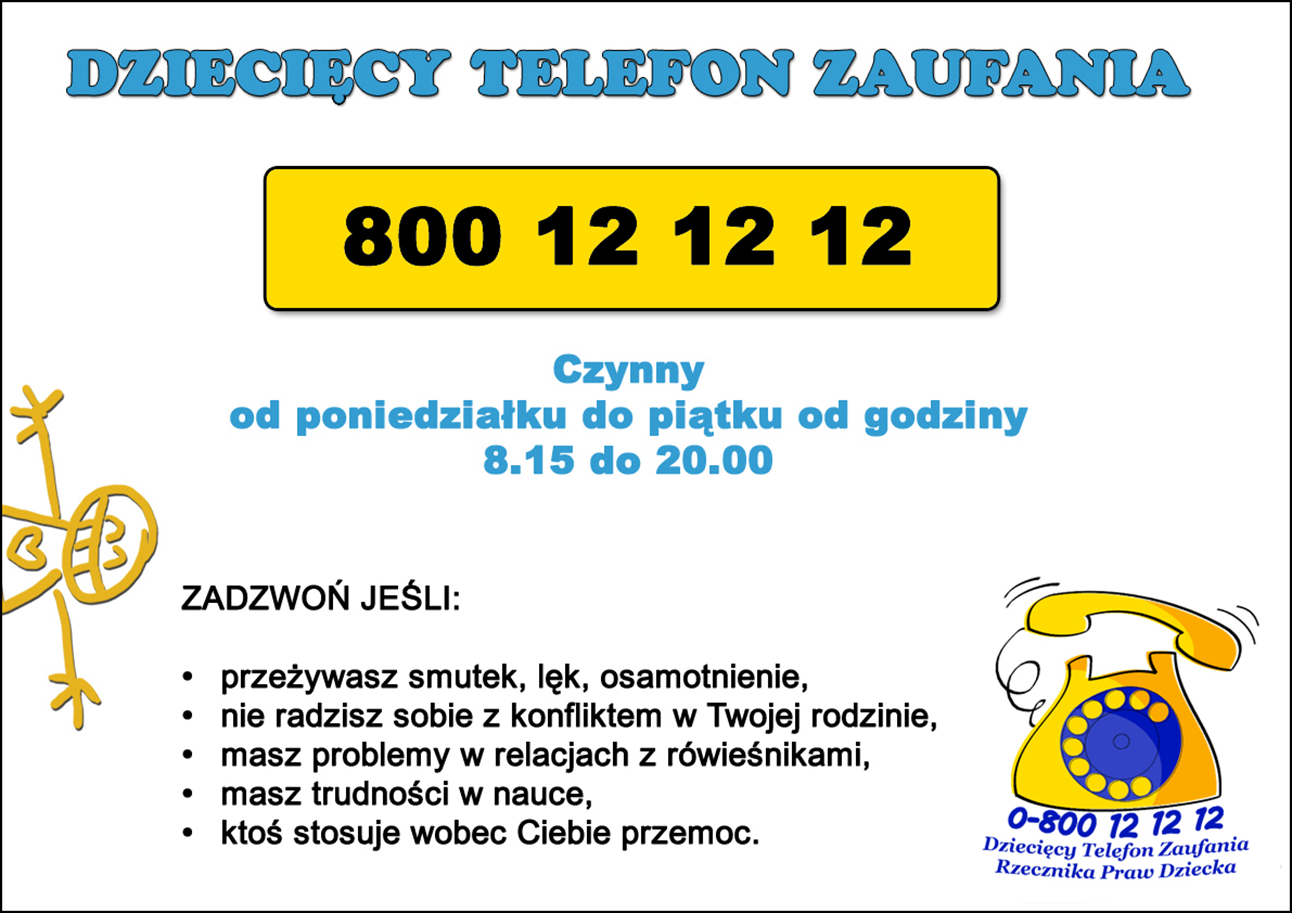 DZIECIĘCY TELEFON ZAUFANIA
800 12 12 12
Czynny
od poniedziałku do piątku od godziny
8.15 do 20.00
ZADZWOŃ JEŚLI:
• przeżywasz smutek, lęk, osamotnienie,
• nie radzisz sobie z konfliktem w Twojej rodzinie,
• masz problemy w relacjach z rówieśnikami,
• masz trudności w nauce,
• ktoś stosuje wobec Ciebie przemoc.
0-800 12 12 12
Dziecięcy Telefon Zaufania
Rzecznika Praw Dziecka